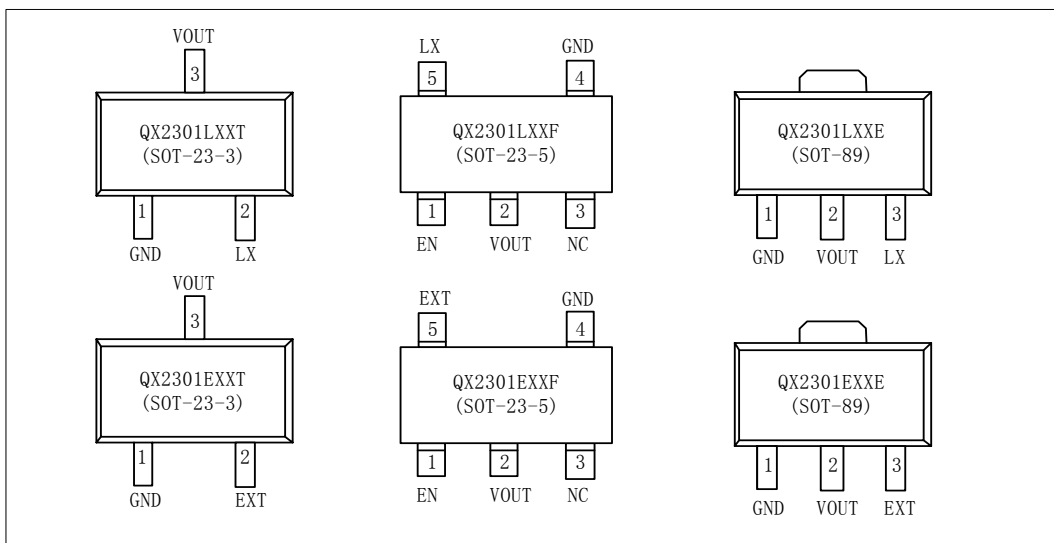 VOUT
3
QX2301LXXT
(SOT-23-3)
1 2
GND LX
LX GND
5 4
QX2301LXXF
(SOT-23-5)
1 2 3
EN VOUT NC
QX2301LXXE
(SOT-89)
1 2 3
GND VOUT LX
VOUT
3
QX2301EXXT
(SOT-23-3)
1 2
GND EXT
EXT GND
5 4
QX2301EXXF
(SOT-23-5)
1 2 3
EN VOUT NC
QX2301EXXE
(SOT-89)
1 2 3
GND VOUT EXT